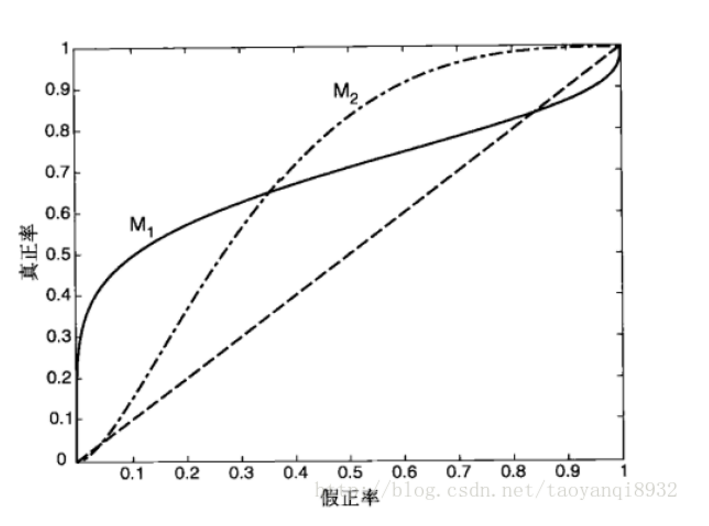 1
0.9
M2
0.8
0.7
0.6
M1
真正率
0.5
0.4
0.3
0.2
0.1
0
0.1 0.2 0.3 0.4 0.5 0.6 0.7 0.8 0.9 1
http://blog.csdn.net/taoyanqi8932
假正率